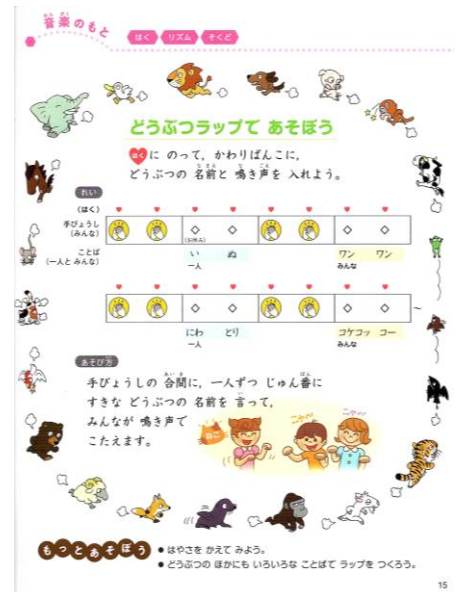 音楽のもと
おん がく
はく リズム そくど
どうぶつラップで あそぼう
はくに のって，かわりばんこに，
どうぶつの 名前と 鳴き声を 入れよう。
れい
〈はく〉
手びょうし
(みんな)
ことば
(一人と みんな)
い ぬ ワン ワン
一人 みんな
にわ とり コケコッ コー
一人 みんな
あそび方
手びょうしの 合間に，一人ずつ じゅん番に
すきな どうぶつの 名前を 言って，
みんなが 鳴き声で
こたえます。
ねこ ニャー ニャー
もっとあそぼう
● はやさを かえて みよう。
● どうぶつの ほかにも いろいろな ことばで ラップを つくろう。
15